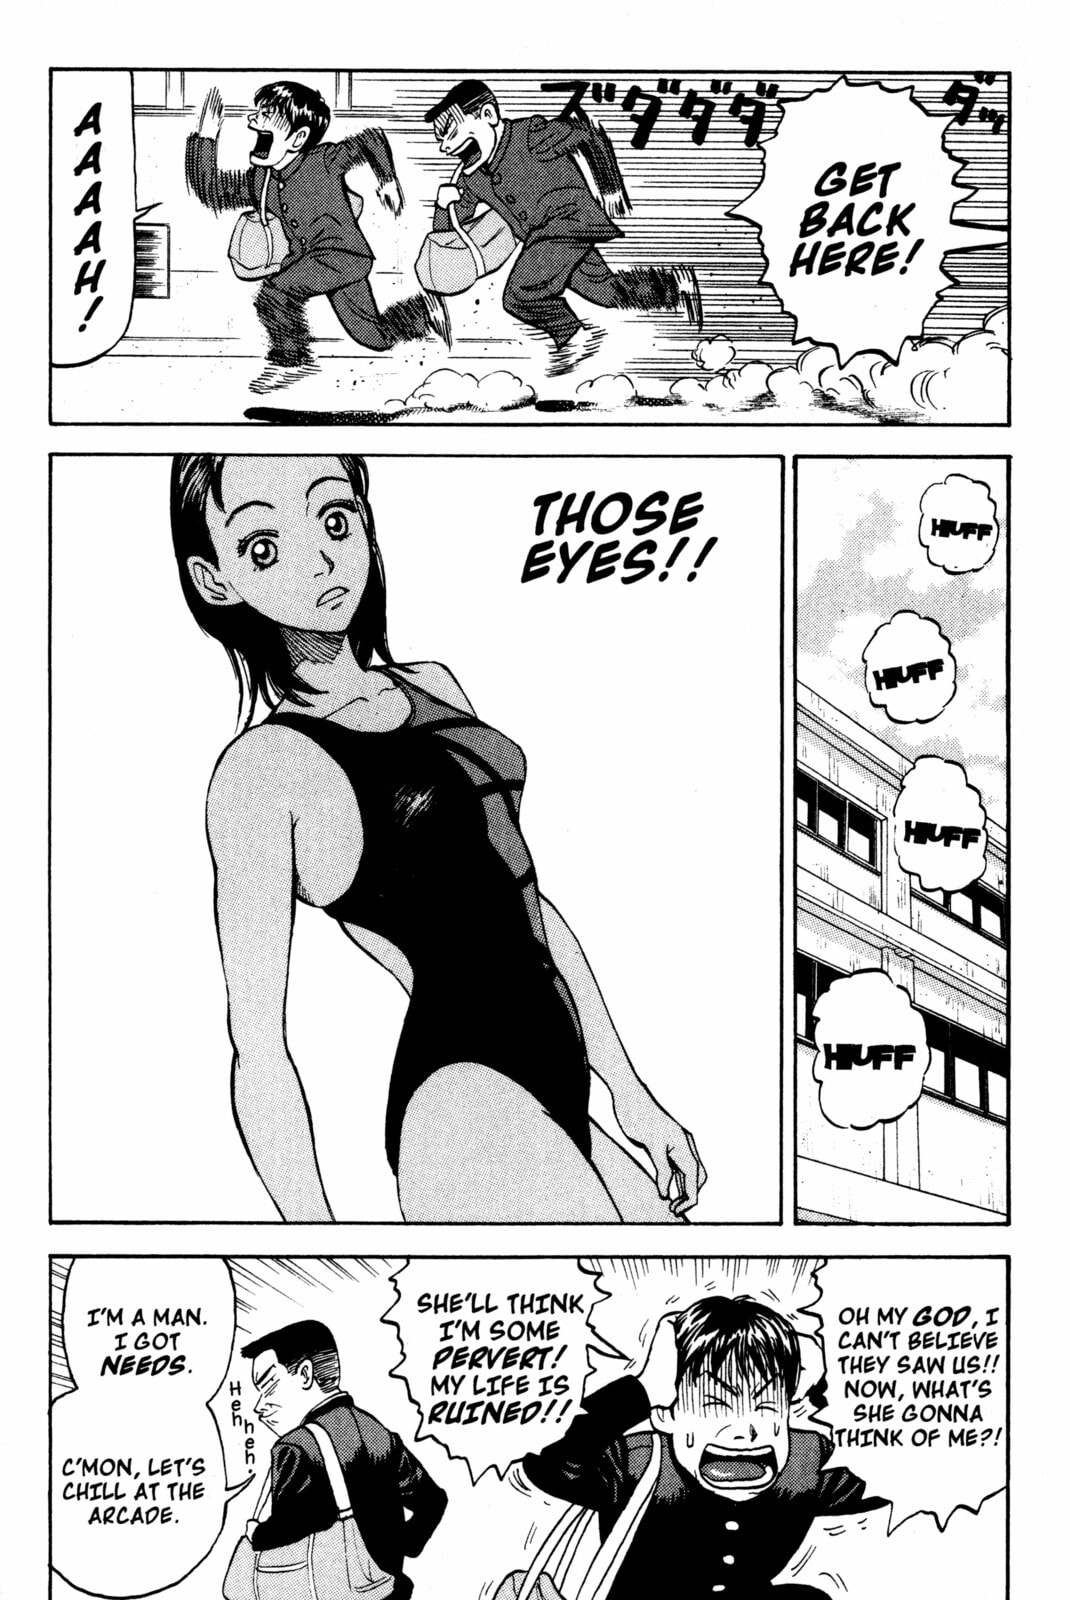 GET
BACK
HERE!
ズダダダ
ダッ
AAAAH!
HUFF
HUFF
HUFF
HUFF
THOSE
EYES!!
OH MY GOD, I
CAN'T BELIEVE
THEY SAW US!!
NOW, WHAT'S
SHE GONNA
THINK OF ME?!
SHE'LL THINK
I'M SOME
PERVERT!
MY LIFE IS
RUINED!!
I'M A MAN.
I GOT
NEEDS.
Heh heh.
C'MON, LET'S
CHILL AT THE
ARCADE.